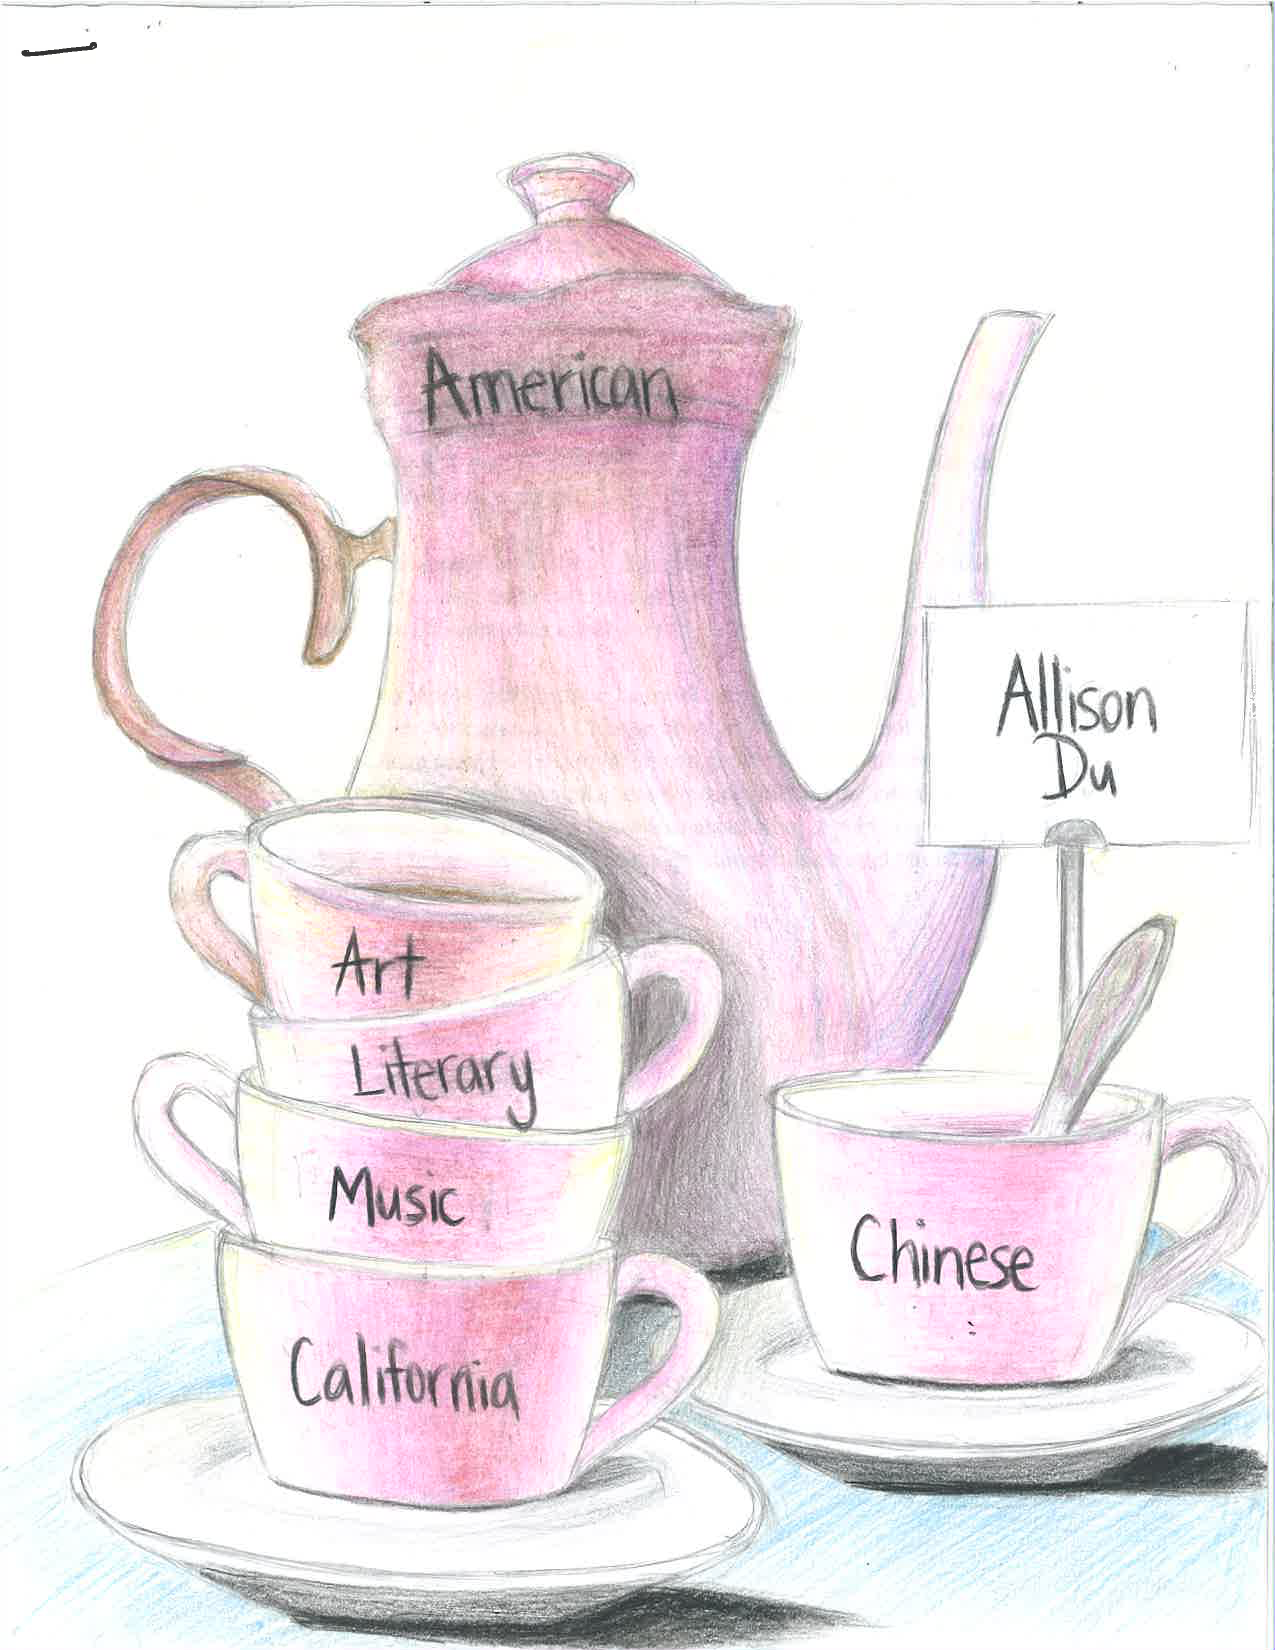 American
Allison
Du
Art
Literary
Music
Chinese
California